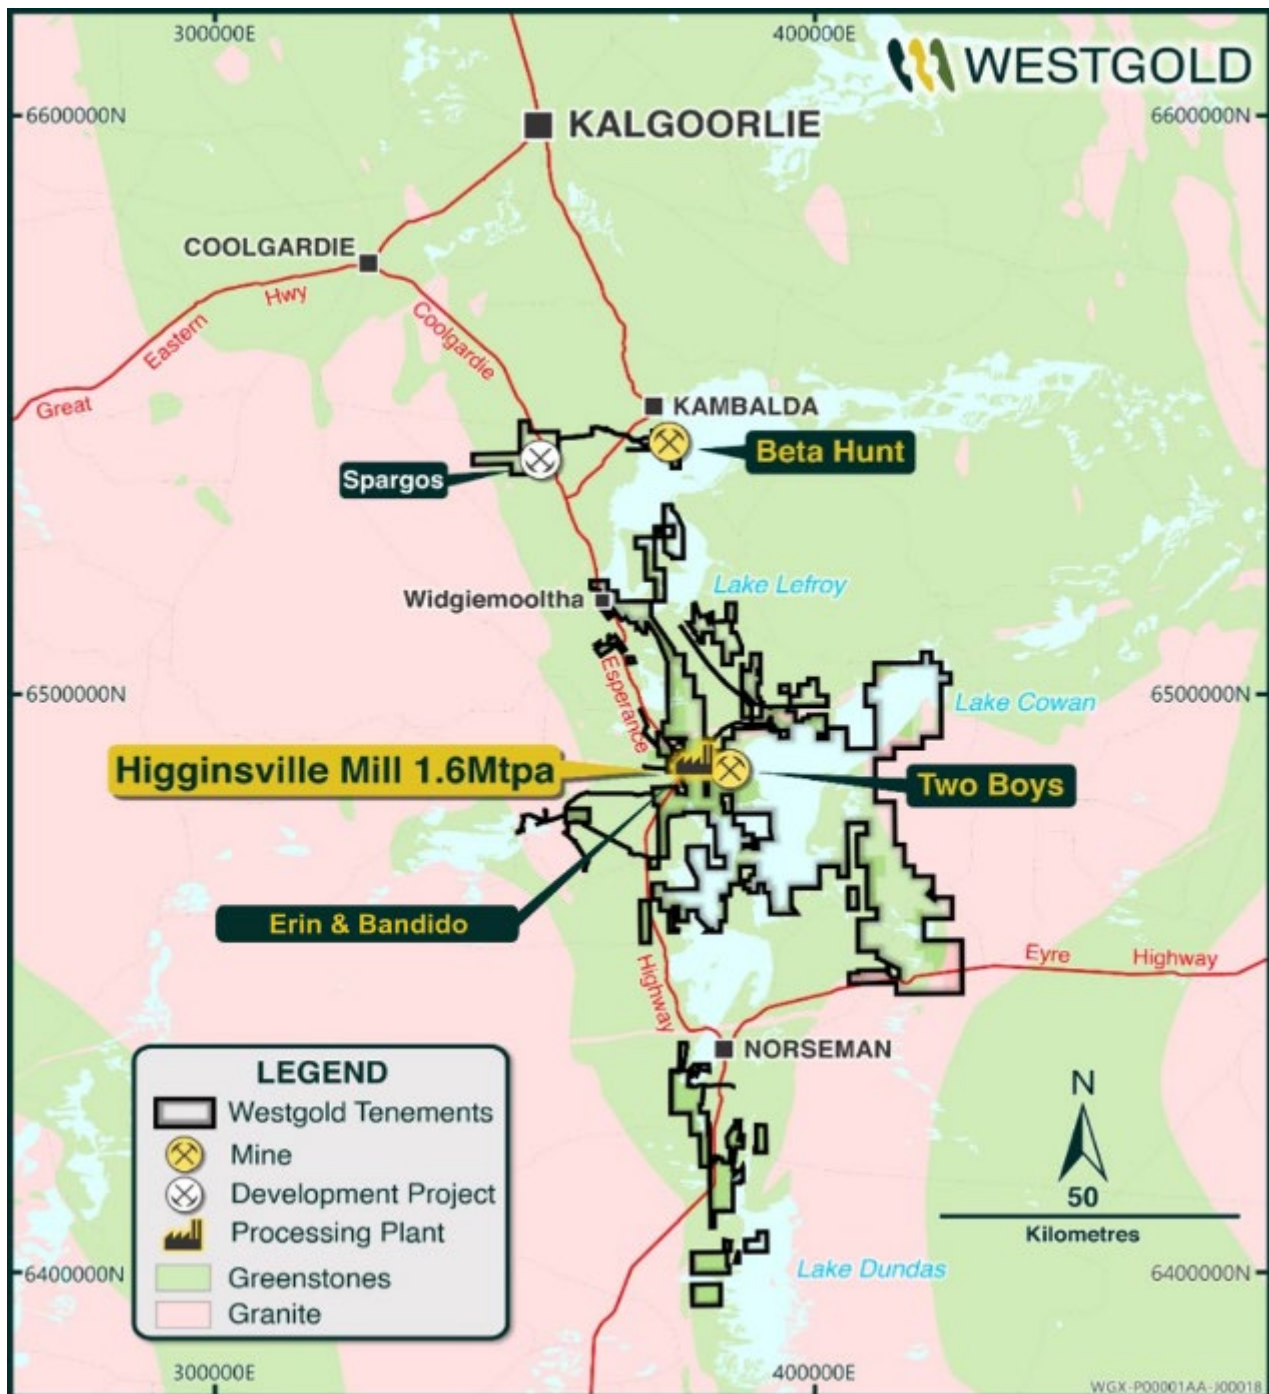 300000E
400000E
WESTGOLD
6600000N
6600000N
KALGOORLIE
COOLGARDIE
Great
Eastern
Hwy
Coolgardie
KAMBALDA
Beta Hunt
Spargos
Lake Lefroy
Widgiemooltha
Esperance
6500000N
6500000N
Lake Cowan
Higginsville Mill 1.6Mtpa
Two Boys
Erin & Bandido
Highway
Eyre
Highway
NORSEMAN
LEGEND
Westgold Tenements
Mine
Development Project
Processing Plant
Greenstones
Granite
N
50
Kilometres
Lake Dundas
6400000N
6400000N
300000E
400000E
WGX-P00001AA-J00018